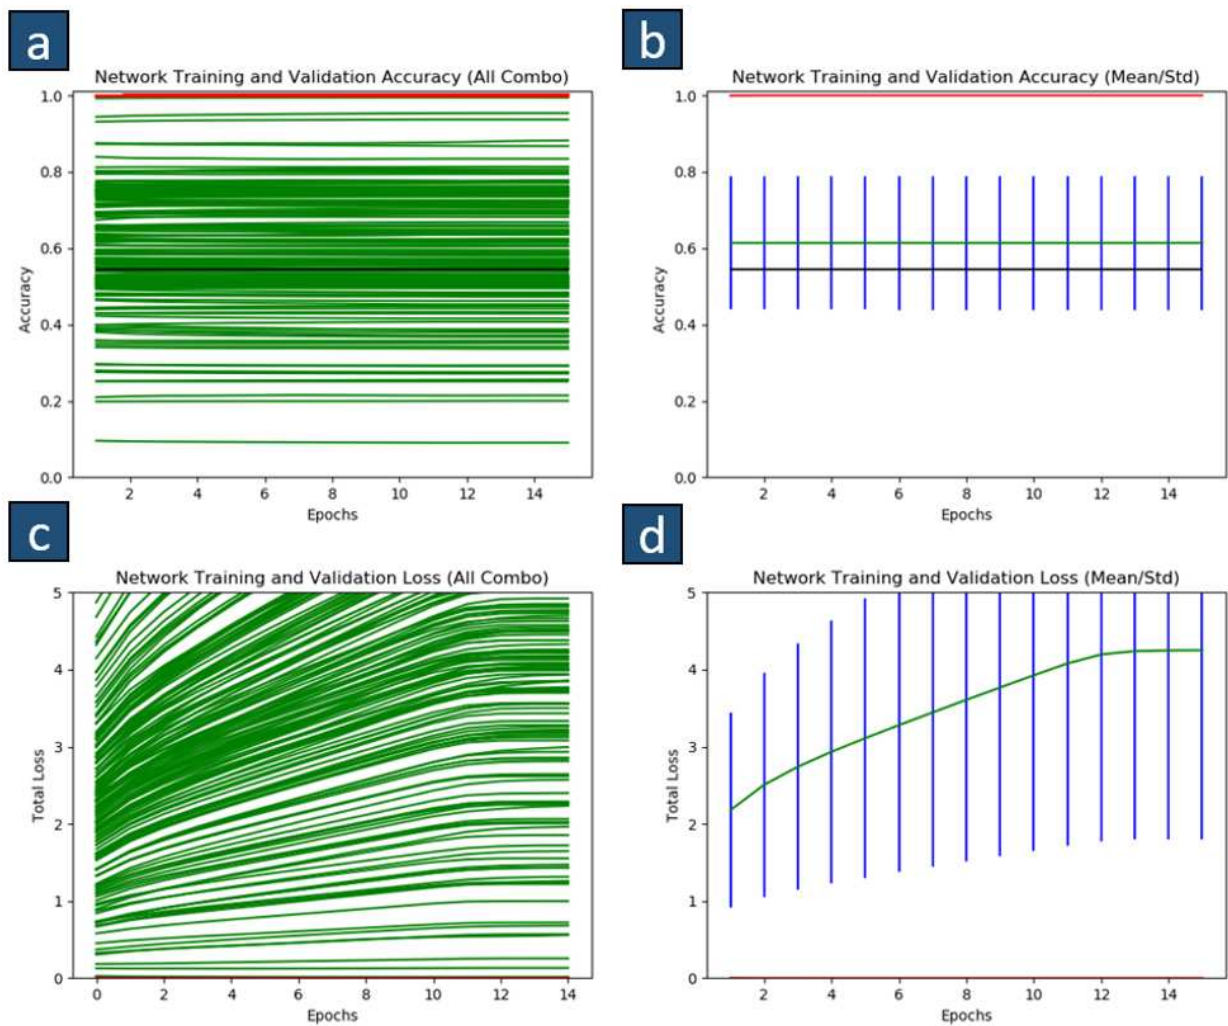 a
Network Training and Validation Accuracy (All Combo)
1.0
0.8
0.6
0.4
0.2
0.0
Accuracy
2 4 6 8 10 12 14
Epochs
b
Network Training and Validation Accuracy (Mean/Std)
1.0
0.8
0.6
0.4
0.2
0.0
Accuracy
2 4 6 8 10 12 14
Epochs
c
Network Training and Validation Loss (All Combo)
5
4
3
2
1
0
Total Loss
0 2 4 6 8 10 12 14
Epochs
d
Network Training and Validation Loss (Mean/Std)
5
4
3
2
1
0
Total Loss
2 4 6 8 10 12 14
Epochs